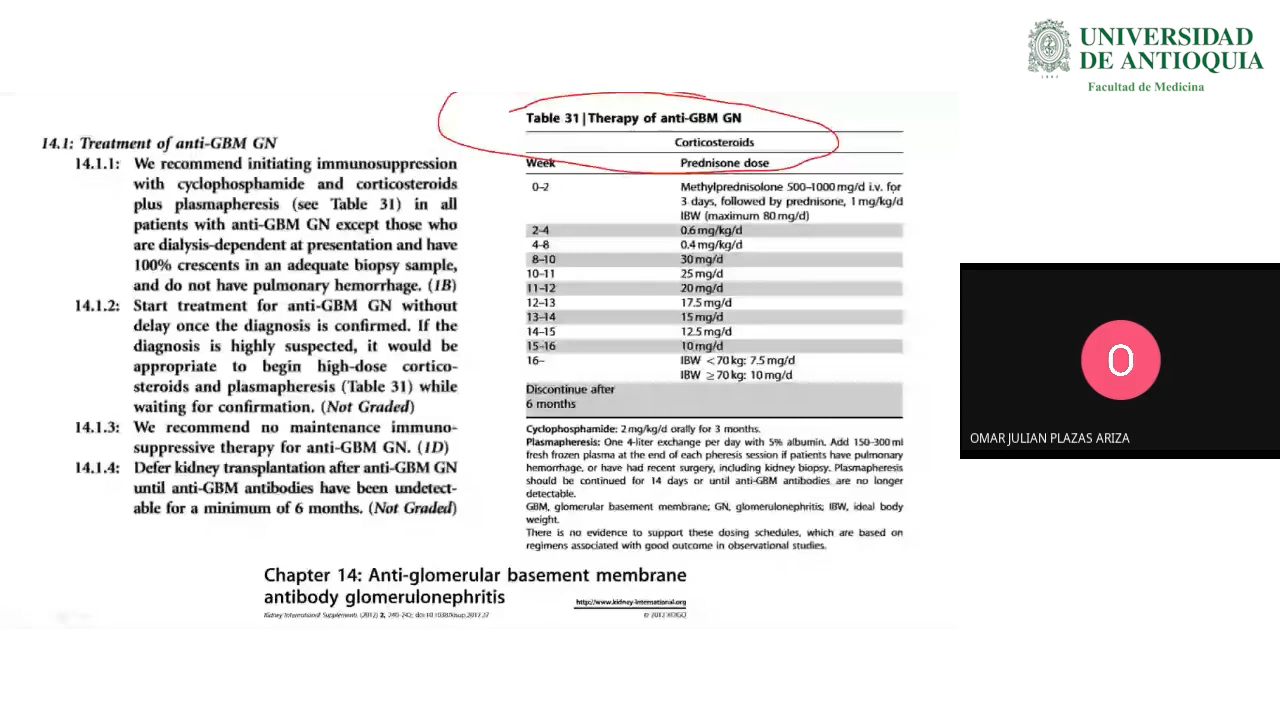 UNIVERSIDAD
DE ANTIOQUIA
1803
Facultad de Medicina
14.1: Treatment of anti-GBM GN
14.1.1: We recommend initiating immunosuppression
with cyclophosphamide and corticosteroids
plus plasmapheresis (see Table 31) in all
patients with anti-GBM GN except those who
are dialysis-dependent at presentation and have
100% crescents in an adequate biopsy sample,
and do not have pulmonary hemorrhage. (1B)
14.1.2: Start treatment for anti-GBM GN without
delay once the diagnosis is confirmed. If the
diagnosis is highly suspected, it would be
appropriate to begin high-dose cortico-
steroids and plasmapheresis (Table 31) while
waiting for confirmation. (Not Graded)
14.1.3: We recommend no maintenance immuno-
suppressive therapy for anti-GBM GN. (1D)
14.1.4: Defer kidney transplantation after anti-GBM GN
until anti-GBM antibodies have been undetect-
able for a minimum of 6 months. (Not Graded)
Table 31 | Therapy of anti-GBM GN
Corticosteroids
Week Prednisone dose
0–2 Methylprednisolone 500–1000 mg/d i.v. for
3 days, followed by prednisone, 1 mg/kg/d
IBW (maximum 80 mg/d)
2–4 0.6 mg/kg/d
4–8 0.4 mg/kg/d
8–10 30 mg/d
10–11 25 mg/d
11–12 20 mg/d
12–13 17.5 mg/d
13–14 15 mg/d
14–15 12.5 mg/d
15–16 10 mg/d
16– IBW <70 kg: 7.5 mg/d
IBW ≥70 kg: 10 mg/d
Discontinue after
6 months
Cyclophosphamide: 2 mg/kg/d orally for 3 months.
Plasmapheresis: One 4-liter exchange per day with 5% albumin. Add 150–300 ml
fresh frozen plasma at the end of each pheresis session if patients have pulmonary
hemorrhage, or have had recent surgery, including kidney biopsy. Plasmapheresis
should be continued for 14 days or until anti-GBM antibodies are no longer
detectable.
GBM, glomerular basement membrane; GN, glomerulonephritis; IBW, ideal body
weight.
There is no evidence to support these dosing schedules, which are based on
regimens associated with good outcome in observational studies.
Chapter 14: Anti-glomerular basement membrane
antibody glomerulonephritis
http://www.kidney-international.org
Kidney International Supplements (2012) 2, 240–242; doi:10.1038/kisup.2012.27
© 2012 KDIGO
O
OMAR JULIAN PLAZAS ARIZA